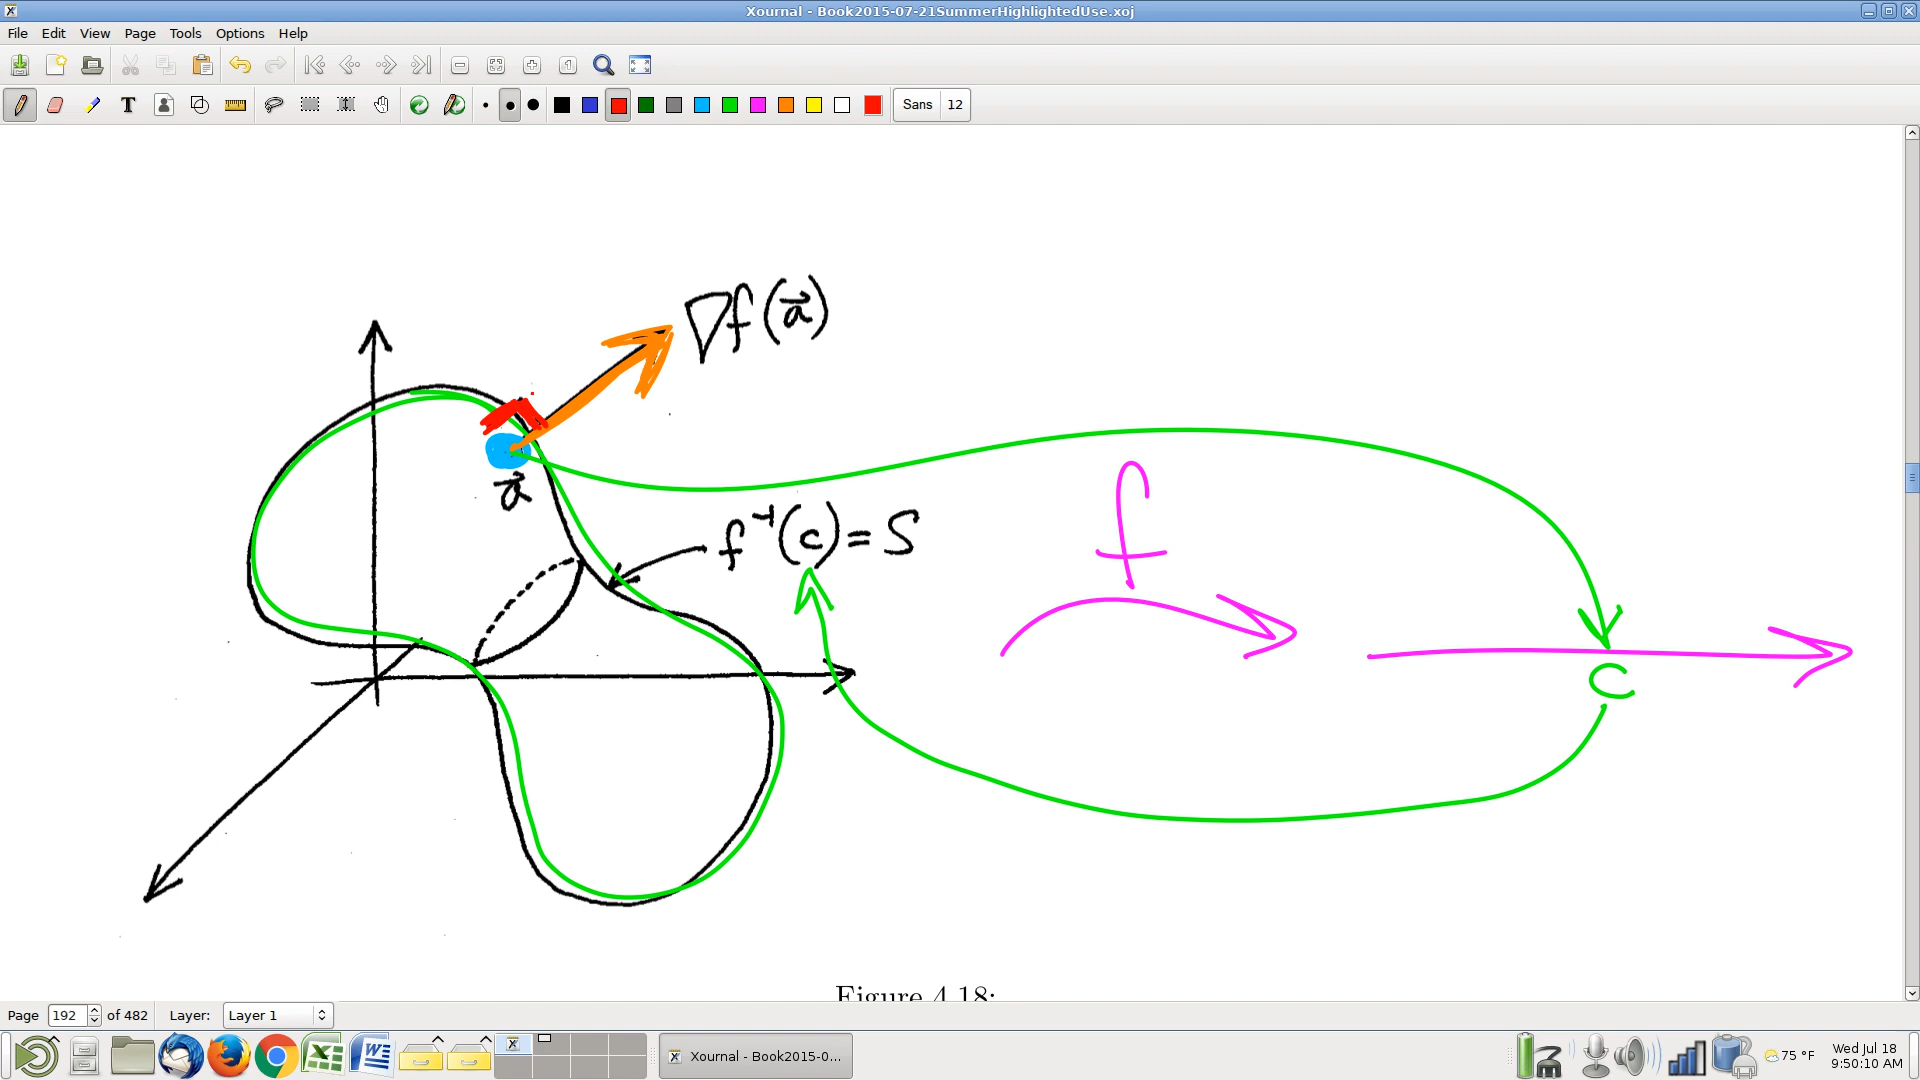 Xournal - Book2015-07-21SummerHighlightedUse.xoj
File Edit View Page Tools Options Help
Sans 12
∇f(a⃗)
a⃗
f⁻¹(c) = S
f
c
Figure 4.18:
Page 192 of 482 Layer: Layer 1
Xournal - Book2015-0...
75 °F
Wed Jul 18
9:50:10 AM